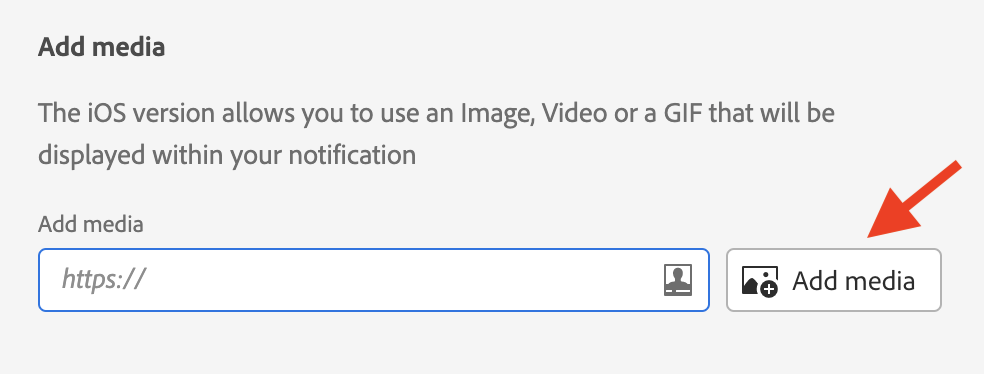 Add media
The iOS version allows you to use an Image, Video or a GIF that will be
displayed within your notification
Add media
https://
Add media